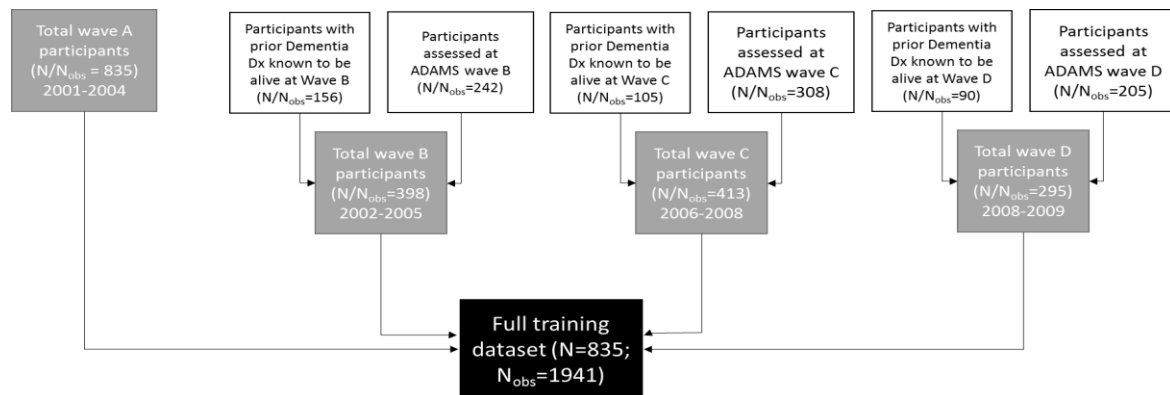 Total wave A
participants
(N/Nobs = 835)
2001-2004
Participants with
prior Dementia
Dx known to be
alive at Wave B
(N/Nobs=156)
Participants
assessed at
ADAMS wave B
(N/Nobs=242)
Participants with
prior Dementia
Dx known to be
alive at Wave C
(N/Nobs=105)
Participants
assessed at
ADAMS wave C
(N/Nobs=308)
Participants with
prior Dementia
Dx known to be
alive at Wave D
(N/Nobs=90)
Participants
assessed at
ADAMS wave D
(N/Nobs=205)
Total wave B
participants
(N/Nobs=398)
2002-2005
Total wave C
participants
(N/Nobs=413)
2006-2008
Total wave D
participants
(N/Nobs=295)
2008-2009
Full training
dataset (N=835;
Nobs=1941)